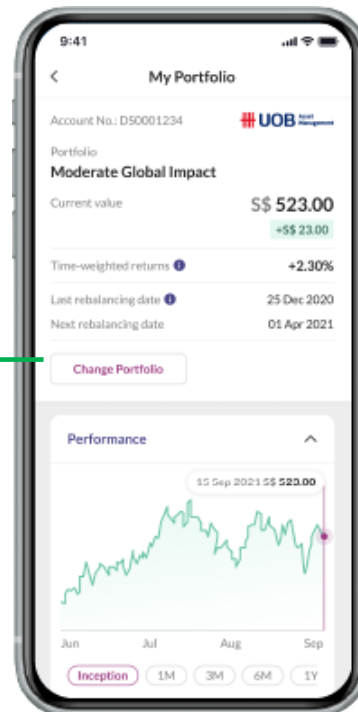 9:41
My Portfolio
Account No.: DS0001234
UOB Asset Management
Portfolio
Moderate Global Impact
Current value S$ 523.00
+S$ 23.00
Time-weighted returns +2.30%
Last rebalancing date 25 Dec 2020
Next rebalancing date 01 Apr 2021
Change Portfolio
Performance
15 Sep 2021 S$ 523.00
Jun Jul Aug Sep
Inception 1M 3M 6M 1Y